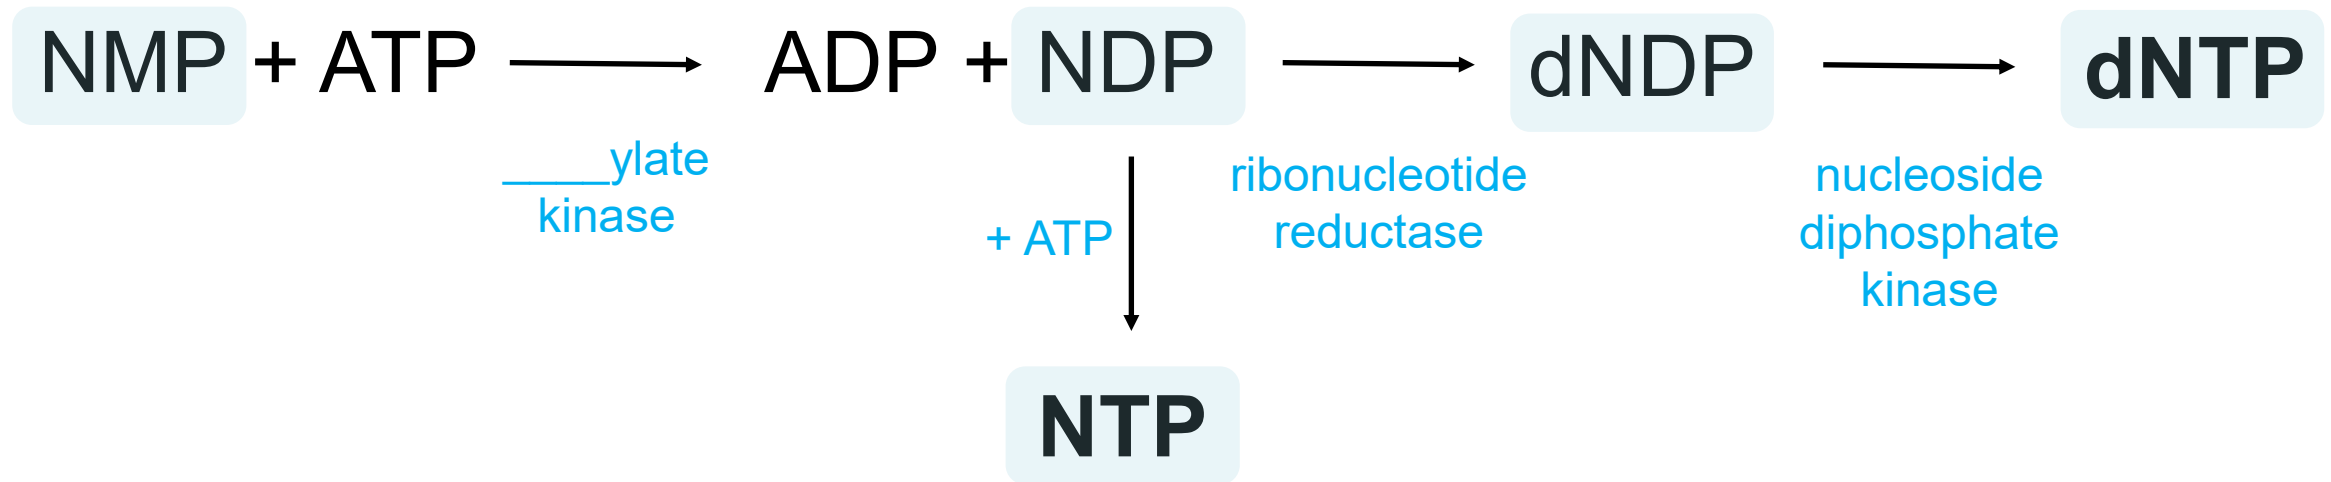 NMP + ATP ADP + NDP dNDP dNTP
____ylate
kinase
+ ATP
ribonucleotide
reductase
nucleoside
diphosphate
kinase
NTP